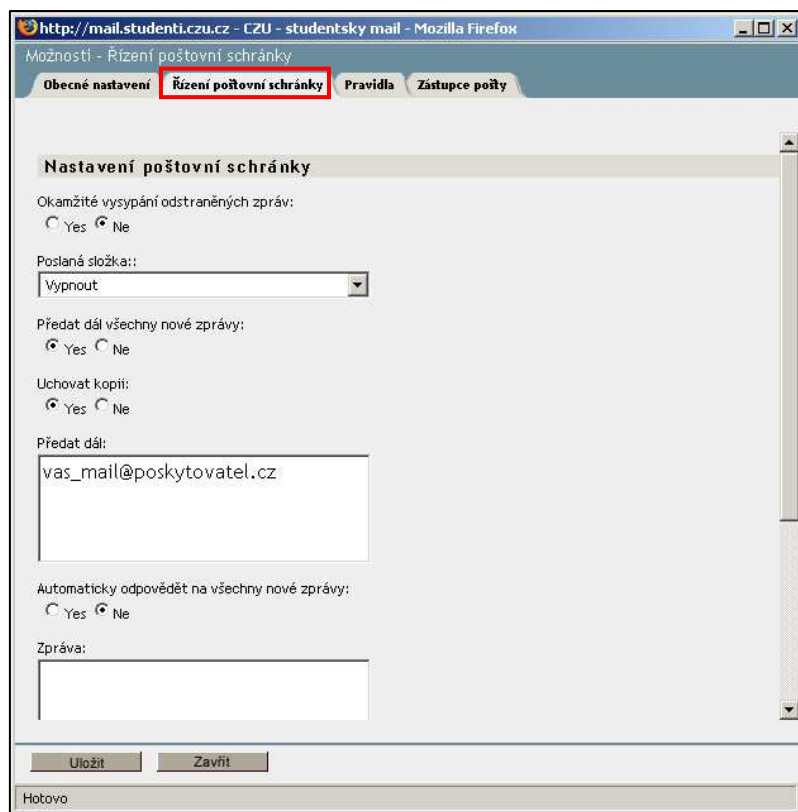 http://mail.studenti.czu.cz - CZU - studentsky mail - Mozilla Firefox
Možnosti - Řízení poštovní schránky
Obecné nastavení Řízení poštovní schránky Pravidla Zástupce pošty
Nastavení poštovní schránky
Okamžité vysypání odstraněných zpráv:
Yes Ne
Poslaná složka::
Vypnout
Předat dál všechny nové zprávy:
Yes Ne
Uchovat kopii:
Yes Ne
Předat dál:
vas_mail@poskytovatel.cz
Automaticky odpovědět na všechny nové zprávy:
Yes Ne
Zpráva:
Uložit Zavřít
Hotovo